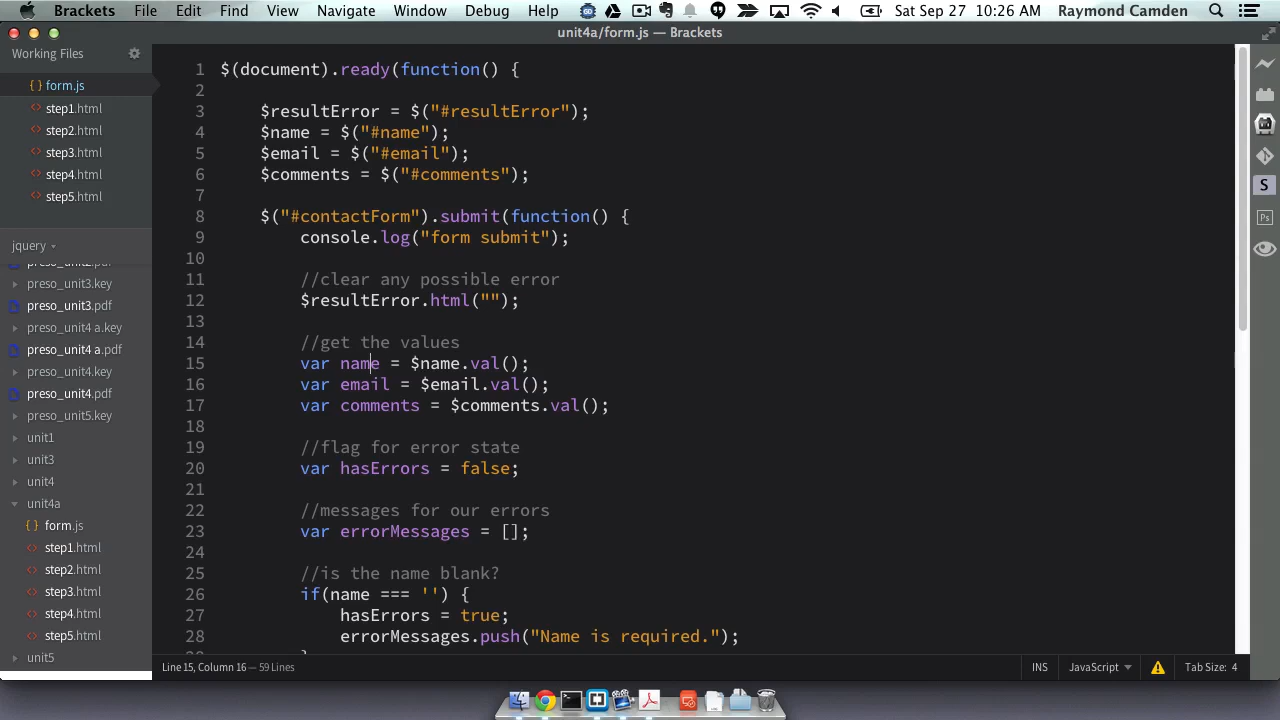 Brackets File Edit Find View Navigate Window Debug Help Sat Sep 27 10:26 AM Raymond Camden
unit4a/form.js — Brackets
Working Files
form.js
step1.html
step2.html
step3.html
step4.html
step5.html
jquery
preso_unit2.pdf
preso_unit3.key
preso_unit3.pdf
preso_unit4 a.key
preso_unit4 a.pdf
preso_unit4.key
preso_unit4.pdf
preso_unit5.key
unit1
unit3
unit4
unit4a
form.js
step1.html
step2.html
step3.html
step4.html
step5.html
unit5
1 $(document).ready(function() {
2
3 $resultError = $("#resultError");
4 $name = $("#name");
5 $email = $("#email");
6 $comments = $("#comments");
7
8 $("#contactForm").submit(function() {
9 console.log("form submit");
10
11 //clear any possible error
12 $resultError.html("");
13
14 //get the values
15 var name = $name.val();
16 var email = $email.val();
17 var comments = $comments.val();
18
19 //flag for error state
20 var hasErrors = false;
21
22 //messages for our errors
23 var errorMessages = [];
24
25 //is the name blank?
26 if(name === '') {
27 hasErrors = true;
28 errorMessages.push("Name is required.");
S
Ps
Line 15, Column 16 — 59 Lines INS JavaScript Tab Size: 4